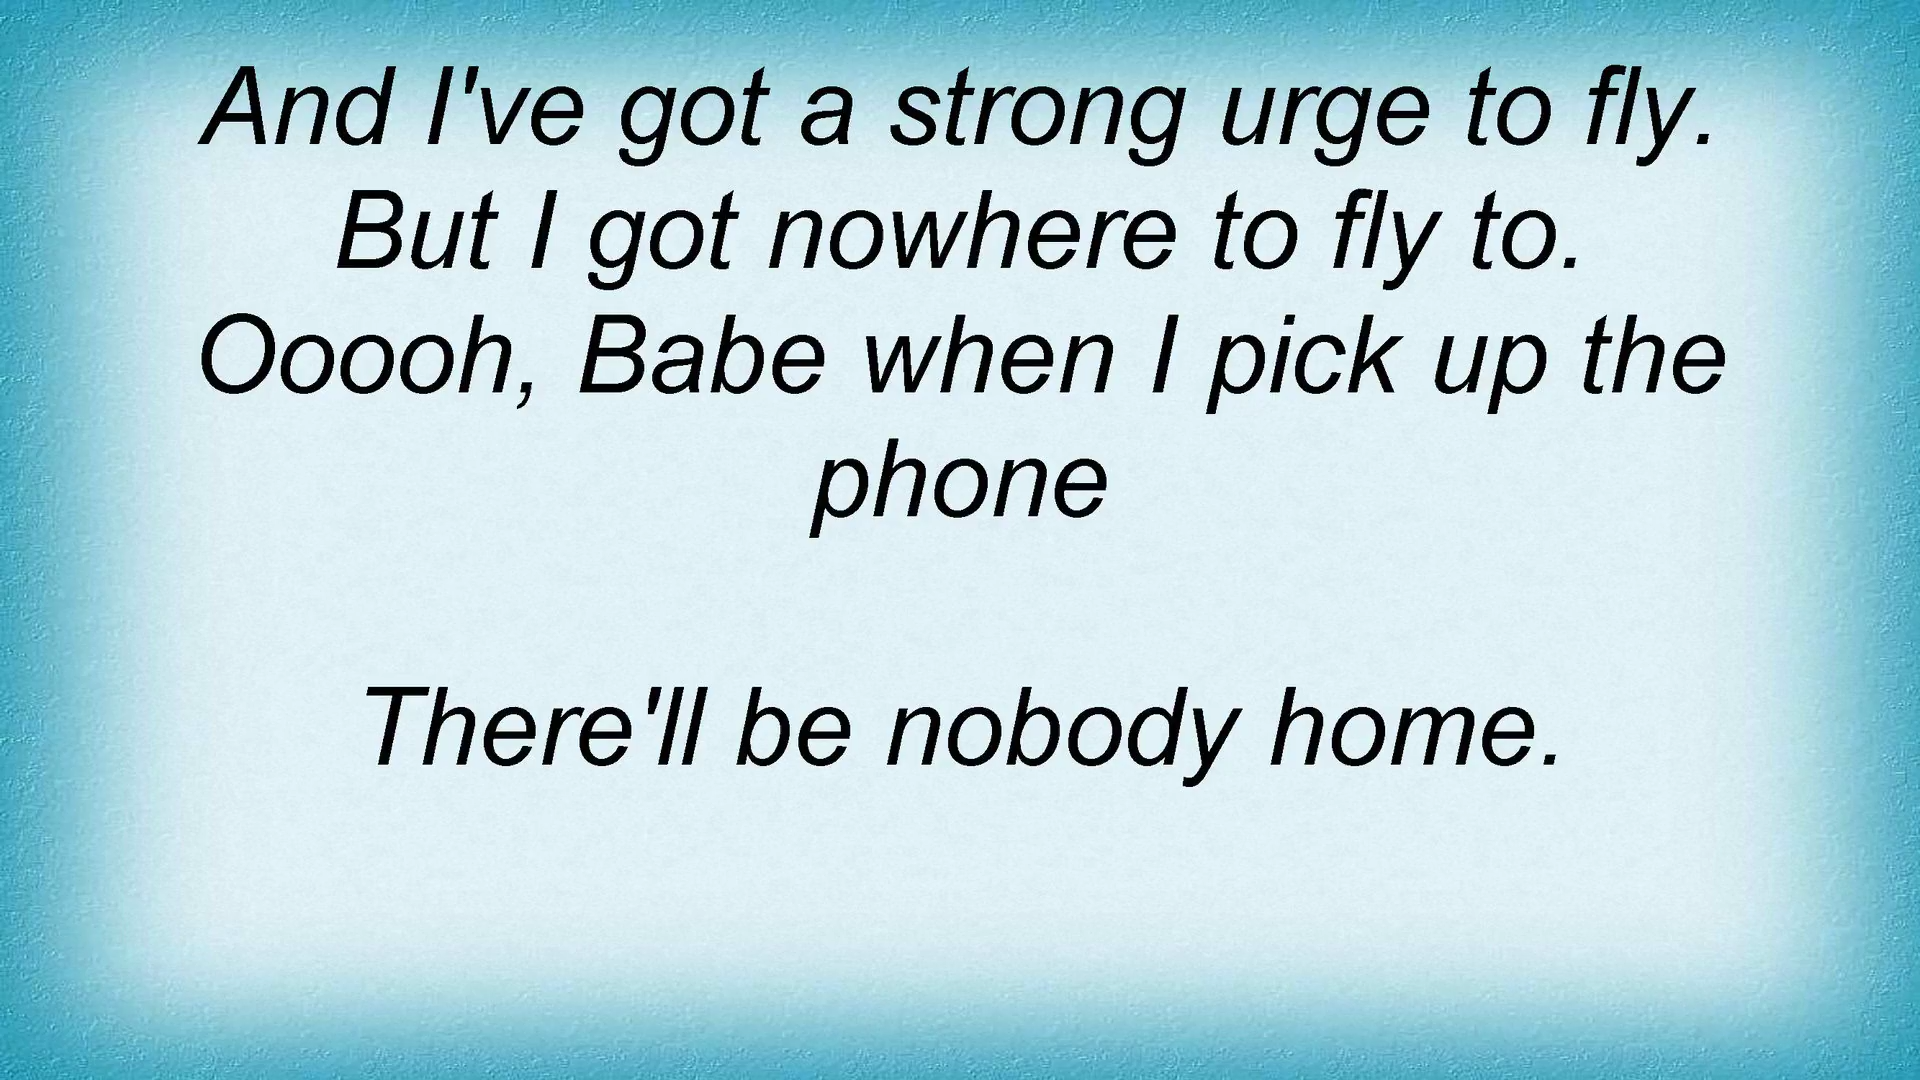 And I've got a strong urge to fly.
But I got nowhere to fly to.
Ooooh, Babe when I pick up the
phone
There'll be nobody home.